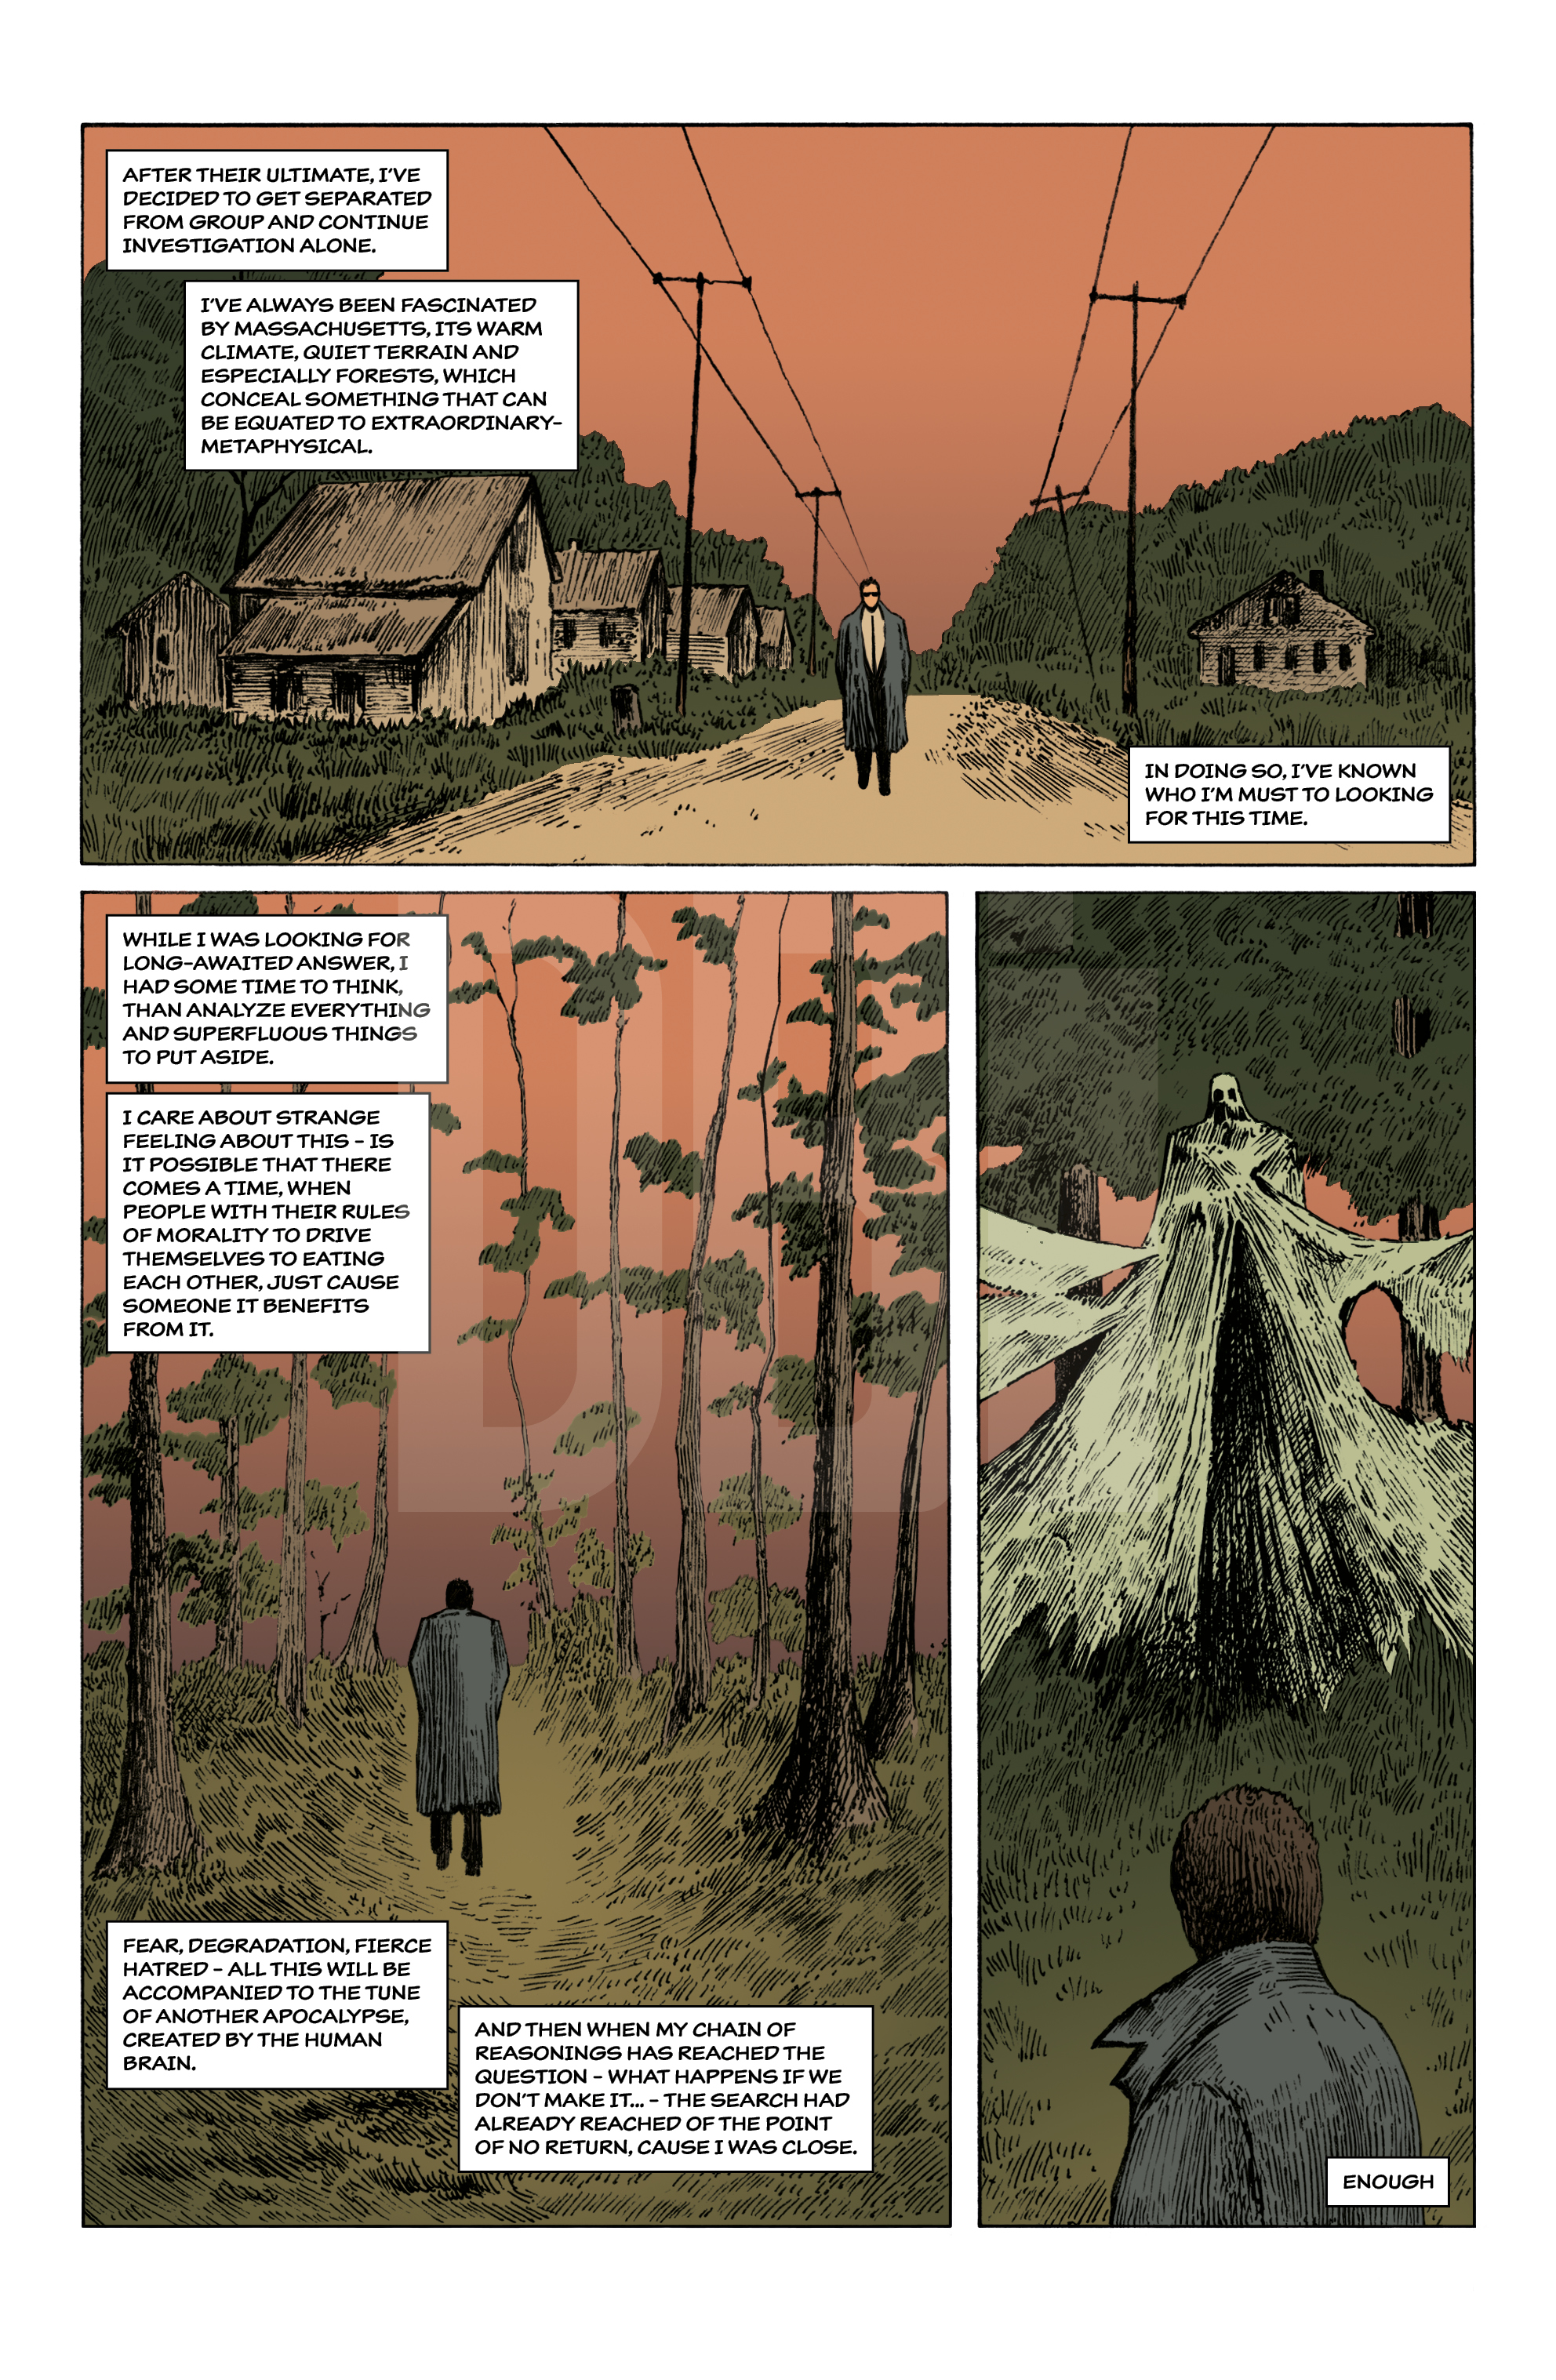 AFTER THEIR ULTIMATE, I'VE
DECIDED TO GET SEPARATED
FROM GROUP AND CONTINUE
INVESTIGATION ALONE.
I'VE ALWAYS BEEN FASCINATED
BY MASSACHUSETTS, ITS WARM
CLIMATE, QUIET TERRAIN AND
ESPECIALLY FORESTS, WHICH
CONCEAL SOMETHING THAT CAN
BE EQUATED TO EXTRAORDINARY-
METAPHYSICAL.
IN DOING SO, I'VE KNOWN
WHO I'M MUST TO LOOKING
FOR THIS TIME.
WHILE I WAS LOOKING FOR
LONG-AWAITED ANSWER, I
HAD SOME TIME TO THINK,
THAN ANALYZE EVERYTHING
AND SUPERFLUOUS THINGS
TO PUT ASIDE.
I CARE ABOUT STRANGE
FEELING ABOUT THIS - IS
IT POSSIBLE THAT THERE
COMES A TIME, WHEN
PEOPLE WITH THEIR RULES
OF MORALITY TO DRIVE
THEMSELVES TO EATING
EACH OTHER, JUST CAUSE
SOMEONE IT BENEFITS
FROM IT.
FEAR, DEGRADATION, FIERCE
HATRED - ALL THIS WILL BE
ACCOMPANIED TO THE TUNE
OF ANOTHER APOCALYPSE,
CREATED BY THE HUMAN
BRAIN.
AND THEN WHEN MY CHAIN OF
REASONINGS HAS REACHED THE
QUESTION - WHAT HAPPENS IF WE
DON'T MAKE IT... - THE SEARCH HAD
ALREADY REACHED OF THE POINT
OF NO RETURN, CAUSE I WAS CLOSE.
ENOUGH